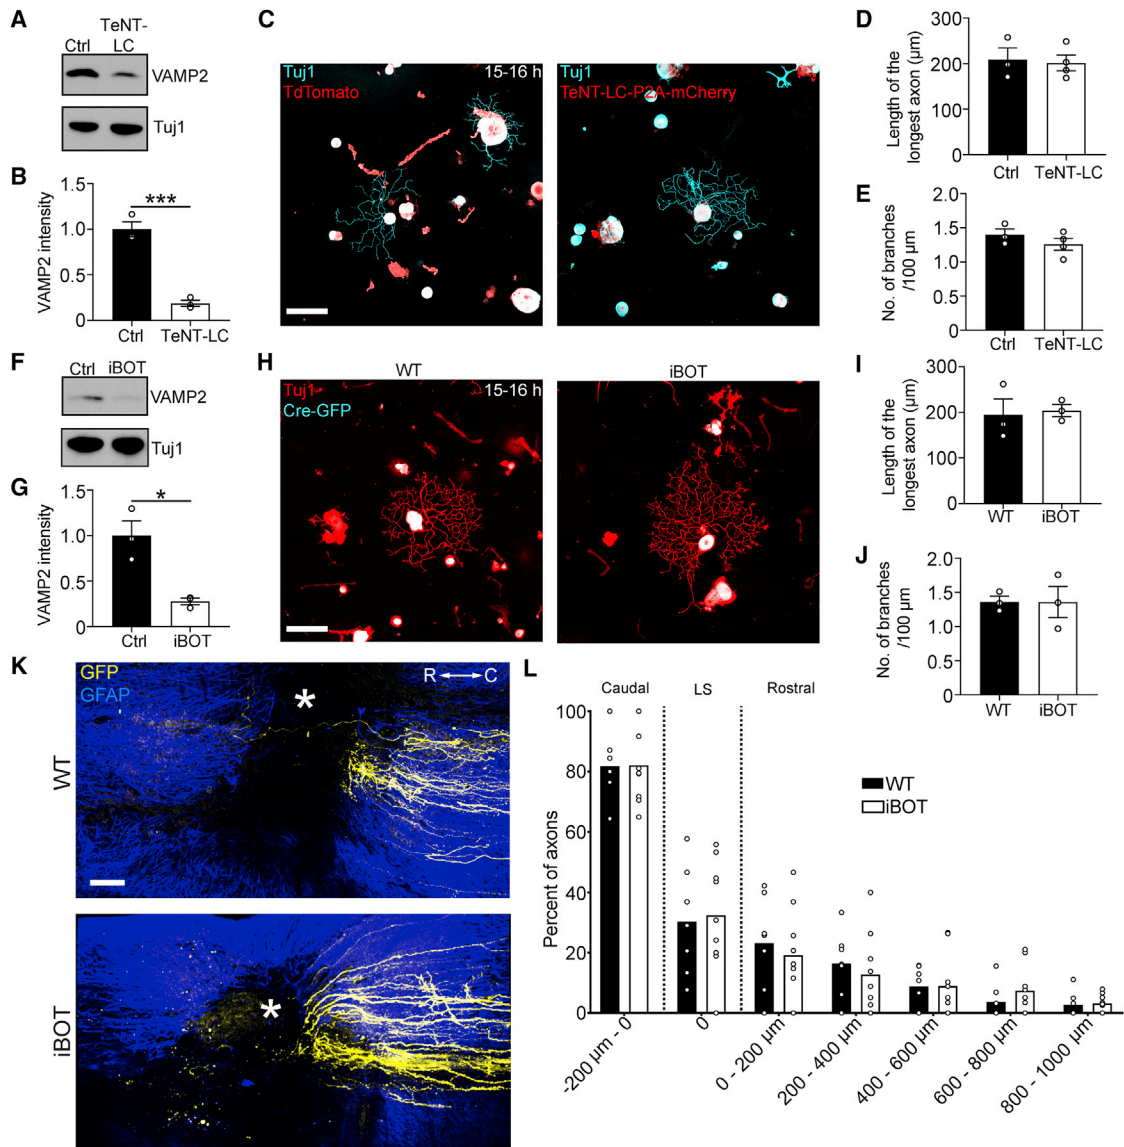 A
Ctrl
TeNT-
LC
VAMP2
Tuj1
B
VAMP2 intensity
1.5
1.0
0.5
0
***
Ctrl
TeNT-LC
C
Tuj1
TdTomato
15-16 h
Tuj1
TeNT-LC-P2A-mCherry
D
Length of the
longest axon (µm)
300
200
100
0
Ctrl
TeNT-LC
E
No. of branches
/100 µm
2.0
1.5
1.0
0.5
0
Ctrl
TeNT-LC
F
Ctrl iBOT
VAMP2
Tuj1
G
VAMP2 intensity
1.5
1.0
0.5
0
*
Ctrl
iBOT
H
WT
iBOT
Tuj1
Cre-GFP
15-16 h
I
Length of the
longest axon (µm)
300
200
100
0
WT
iBOT
J
No. of branches
/100 µm
2.0
1.5
1.0
0.5
0
WT
iBOT
K
GFP
GFAP
R
C
*
WT
*
iBOT
L
Caudal
LS
Rostral
WT
iBOT
Percent of axons
100
80
60
40
20
0
-200 µm - 0
0
0 - 200 µm
200 - 400 µm
400 - 600 µm
600 - 800 µm
800 - 1000 µm